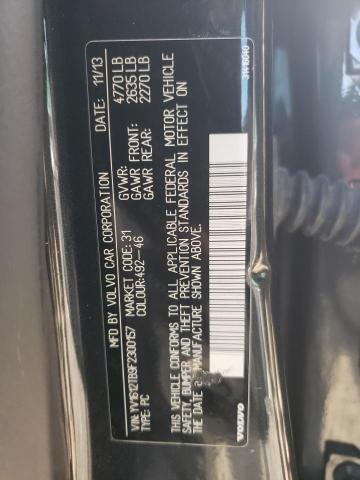 MFD BY VOLVO CAR CORPORATION DATE: 11/13
GVWR: 4770 LB
GAWR FRONT: 2635 LB
GAWR REAR: 2270 LB
VIN: YV1612TB9F2300157 MARKET CODE: 31
TYPE: PC COLOUR:492-46
THIS VEHICLE CONFORMS TO ALL APPLICABLE FEDERAL MOTOR VEHICLE
SAFETY, BUMPER AND THEFT PREVENTION STANDARDS IN EFFECT ON
THE DATE OF MANUFACTURE SHOWN ABOVE.
VOLVO